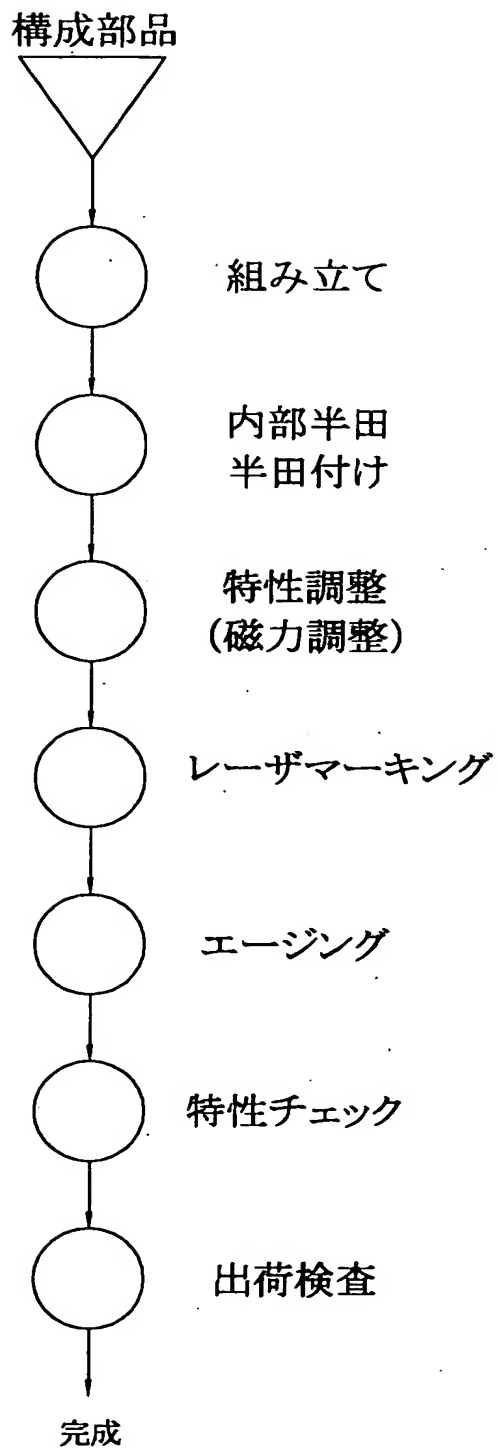 構成部品
組み立て
内部半田
半田付け
特性調整
(磁力調整)
レーザマーキング
エージング
特性チェック
出荷検査
完成